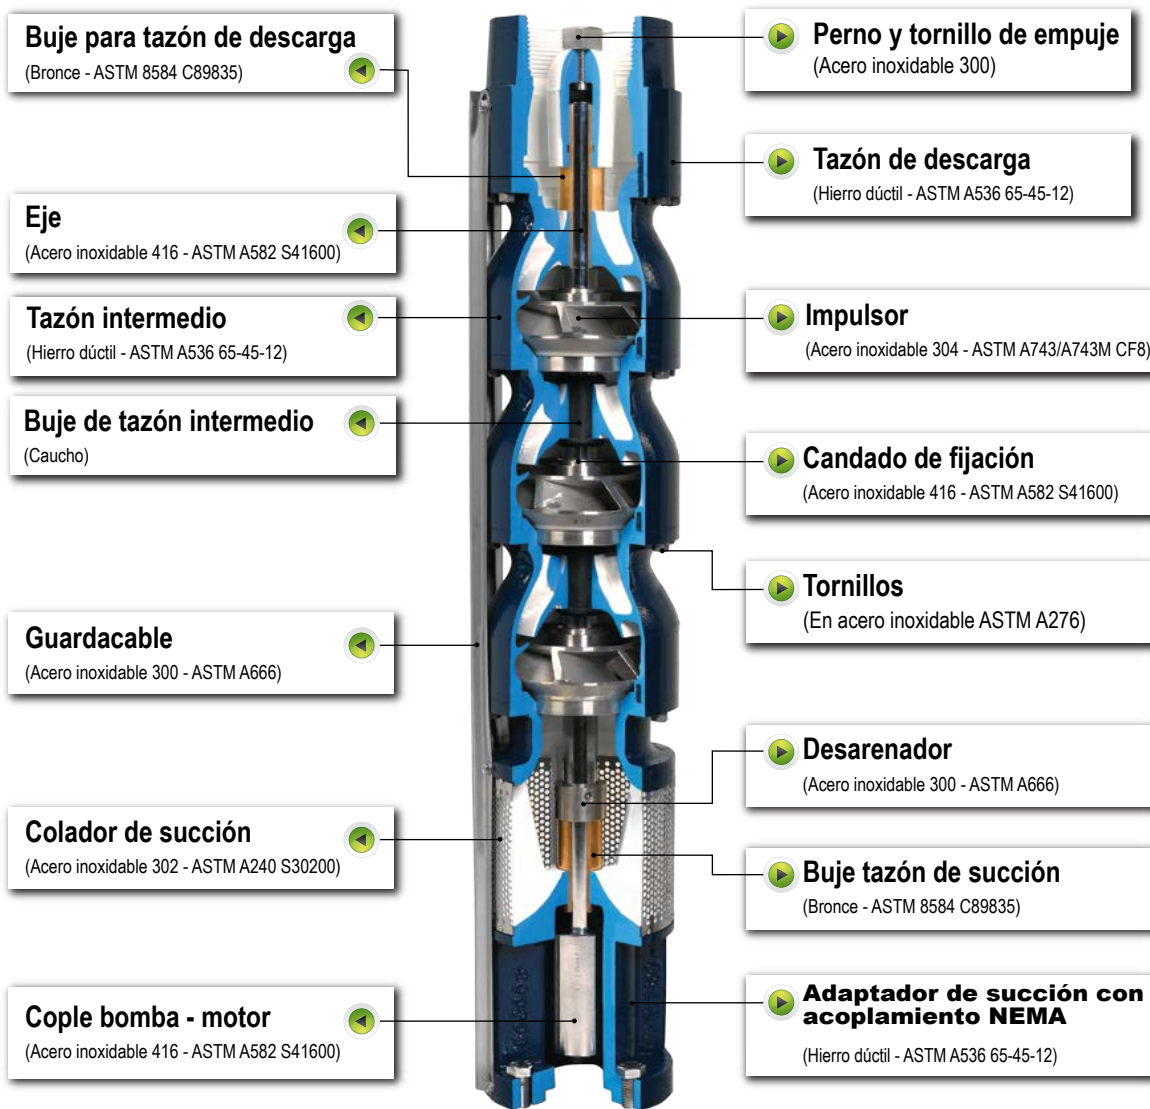 Buje para tazón de descarga
(Bronce - ASTM 8584 C89835)
Eje
(Acero inoxidable 416 - ASTM A582 S41600)
Tazón intermedio
(Hierro dúctil - ASTM A536 65-45-12)
Buje de tazón intermedio
(Caucho)
Guardacable
(Acero inoxidable 300 - ASTM A666)
Colador de succión
(Acero inoxidable 302 - ASTM A240 S30200)
Cople bomba - motor
(Acero inoxidable 416 - ASTM A582 S41600)
Perno y tornillo de empuje
(Acero inoxidable 300)
Tazón de descarga
(Hierro dúctil - ASTM A536 65-45-12)
Impulsor
(Acero inoxidable 304 - ASTM A743/A743M CF8)
Candado de fijación
(Acero inoxidable 416 - ASTM A582 S41600)
Tornillos
(En acero inoxidable ASTM A276)
Desarenador
(Acero inoxidable 300 - ASTM A666)
Buje tazón de succión
(Bronce - ASTM 8584 C89835)
Adaptador de succión con
acoplamiento NEMA
(Hierro dúctil - ASTM A536 65-45-12)